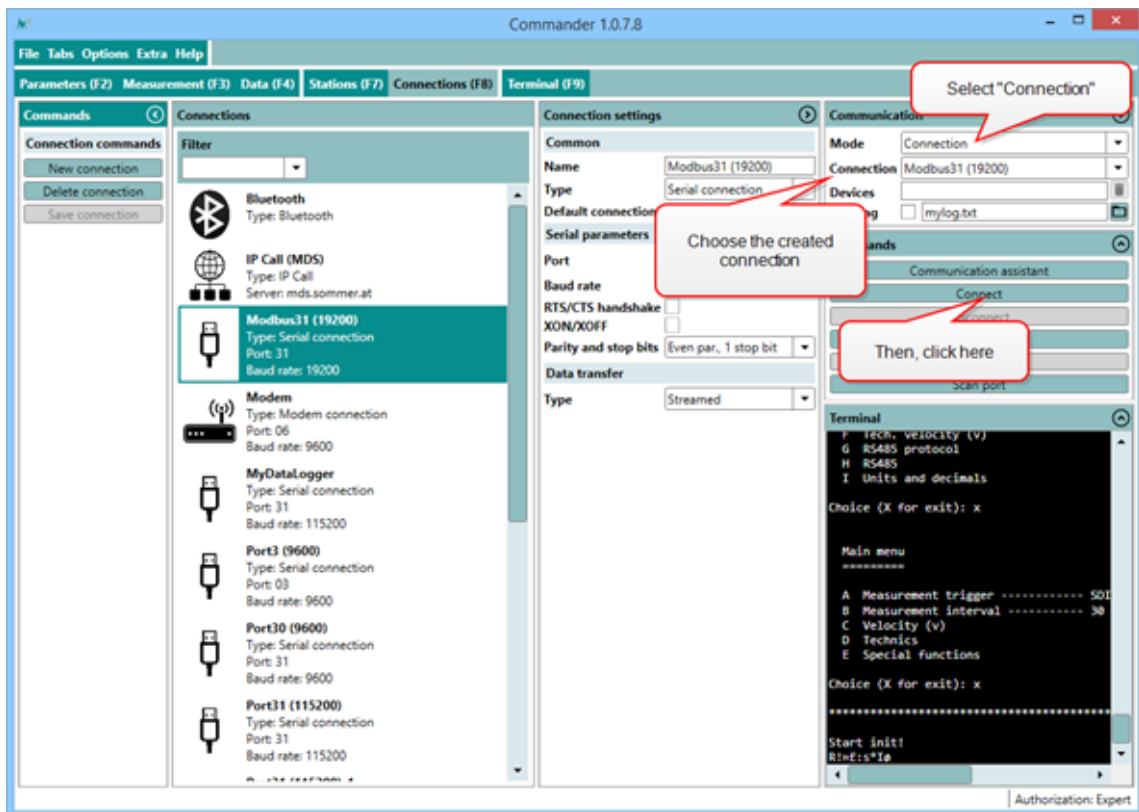 Commander 1.0.7.8
File Tabs Options Extra Help
Parameters (F2) Measurement (F3) Data (F4) Stations (F7) Connections (F8) Terminal (F9)
Commands
Connection commands
New connection
Delete connection
Save connection
Connections
Filter
Bluetooth
Type: Bluetooth
IP Call (MDS)
Type: IP Call
Server: mds.sommer.at
Modbus31 (19200)
Type: Serial connection
Port: 31
Baud rate: 19200
Modem
Type: Modem connection
Port: 06
Baud rate: 9600
MyDataLogger
Type: Serial connection
Port: 31
Baud rate: 115200
Port3 (9600)
Type: Serial connection
Port: 03
Baud rate: 9600
Port30 (9600)
Type: Serial connection
Port: 31
Baud rate: 9600
Port31 (115200)
Type: Serial connection
Port: 31
Baud rate: 115200
Connection settings
Common
Name Modbus31 (19200)
Type Serial connection
Default connection
Serial parameters
Port
Baud rate
RTS/CTS handshake
XON/XOFF
Parity and stop bits Even par., 1 stop bit
Data transfer
Type Streamed
Select "Connection"
Choose the created
connection
Then, click here
Communication
Mode Connection
Connection Modbus31 (19200)
Devices
mylog.txt
Communication assistant
Connect
Scan port
Terminal
F Tech. velocity (v)
G RS485 protocol
H RS485
I Units and decimals
Choice (X for exit): x
Main menu
---------
A Measurement trigger ------------ SDI
B Measurement interval ----------- 30
C Velocity (v)
D Technics
E Special functions
Choice (X for exit): x
Start init!
Authorization: Expert